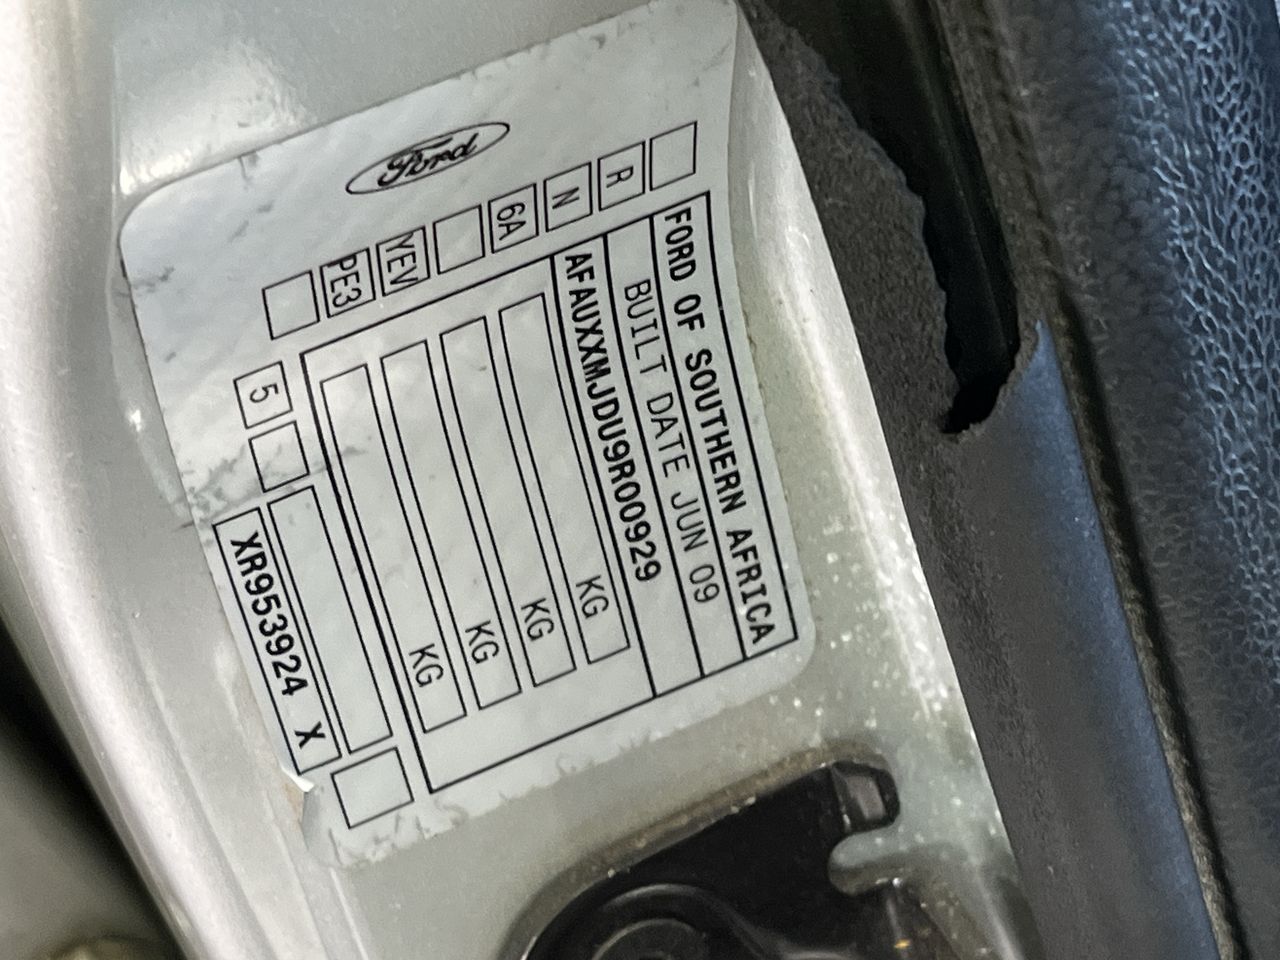 Ford
FORD OF SOUTHERN AFRICA
BUILT DATE JUN 09
AFAUXXMJDU9R00929
KG
KG
KG
KG
R
N
6A
YEV
PE3
5
XR953924 X